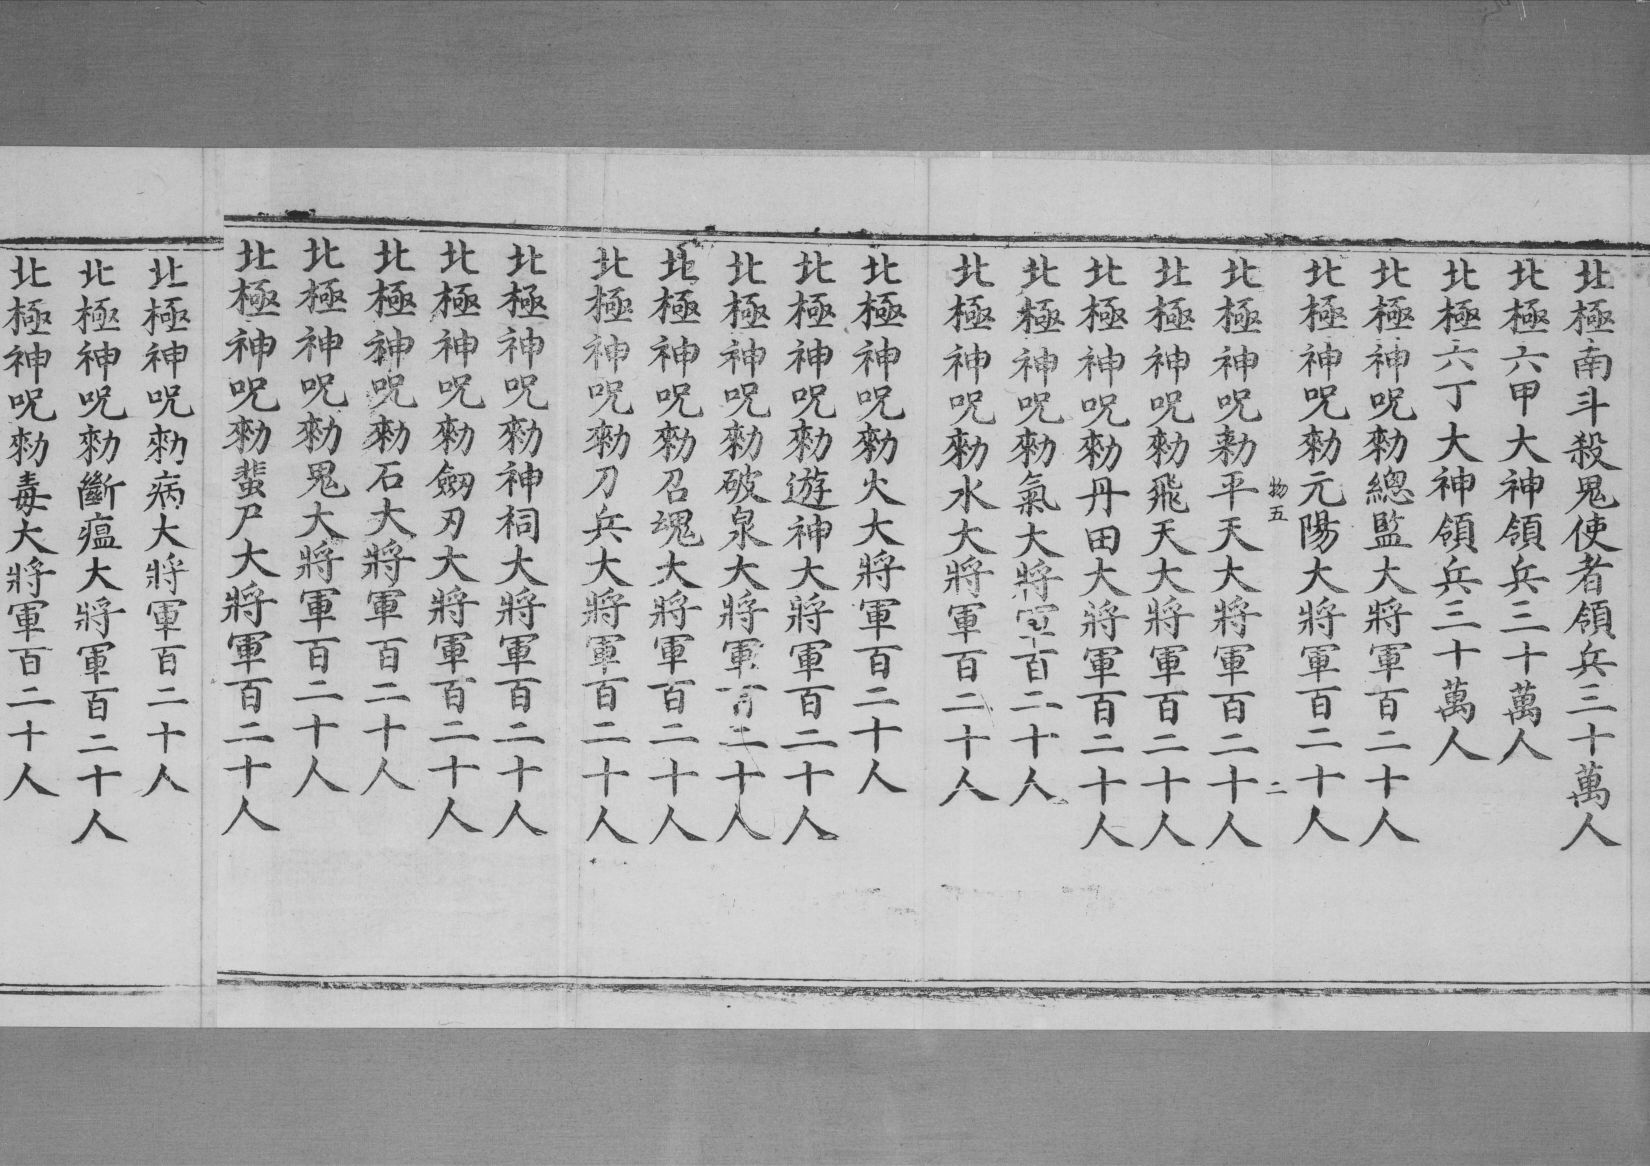 北極南斗殺鬼使者領兵三十萬人
北極六甲大神領兵三十萬人
北極六丁大神領兵三十萬人
北極神呪勑總監大將軍百二十人
北極神呪勑元陽大將軍百二十人
物五 二
北極神呪勑平天大將軍百二十人
北極神呪勑飛天大將軍百二十人
北極神呪勑丹田大將軍百二十人
北極神呪勑氣大將軍百二十人
北極神呪勑水大將軍百二十人
北極神呪勑火大將軍百二十人
北極神呪勑遊神大將軍百二十人
北極神呪勑破泉大將軍百二十人
北極神呪勑召魂大將軍百二十人
北極神呪勑刀兵大將軍百二十人
北極神呪勑神祠大將軍百二十人
北極神呪勑劒刃大將軍百二十人
北極神呪勑石大將軍百二十人
北極神呪勑鬼大將軍百二十人
北極神呪勑蜚尸大將軍百二十人
北極神呪勑病大將軍百二十人
北極神呪勑斷瘟大將軍百二十人
北極神呪勑毒大將軍百二十人